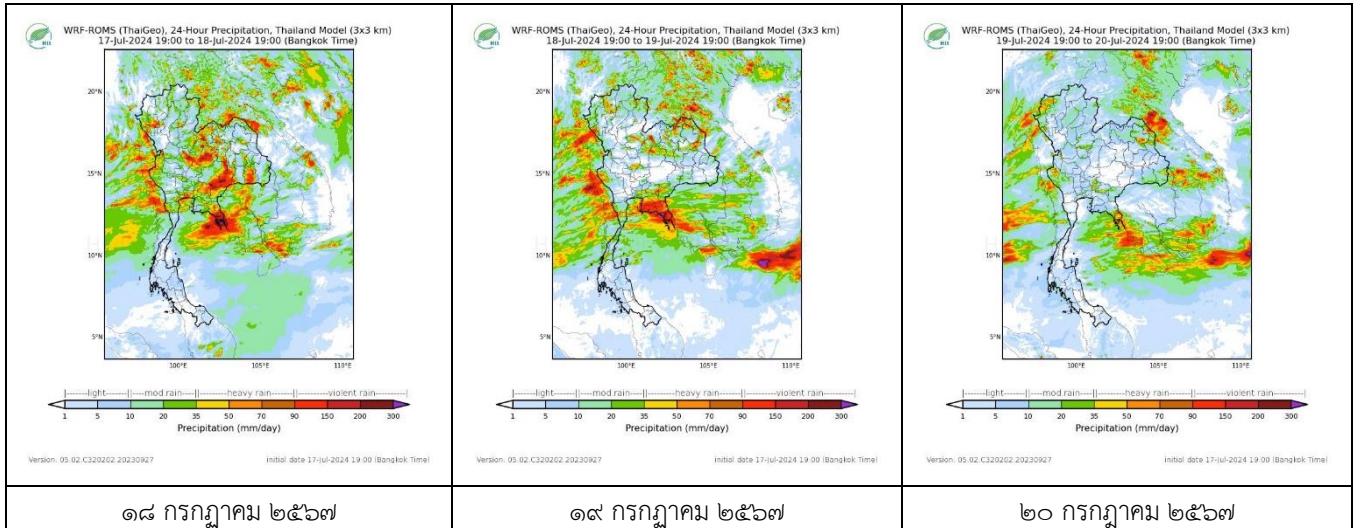 WRF-ROMS (ThaiGeo), 24-Hour Precipitation, Thailand Model (3x3 km)
17-Jul-2024 19:00 to 18-Jul-2024 19:00 (Bangkok Time)
20°N
15°N
10°N
5°N
100°E
105°E
110°E
light mod rain heavy rain violent rain
1 5 10 20 35 50 70 90 150 200 300
Precipitation (mm/day)
Version: 05.02.C320202.20230927
initial date 17-Jul-2024 19:00 (Bangkok Time)
๑๘ กรกฏาคม ๒๕๖๗
WRF-ROMS (ThaiGeo), 24-Hour Precipitation, Thailand Model (3x3 km)
18-Jul-2024 19:00 to 19-Jul-2024 19:00 (Bangkok Time)
20°N
15°N
10°N
5°N
100°E
105°E
110°E
light mod rain heavy rain violent rain
1 5 10 20 35 50 70 90 150 200 300
Precipitation (mm/day)
Version: 05.02.C320202.20230927
initial date 17-Jul-2024 19:00 (Bangkok Time)
๑๙ กรกฏาคม ๒๕๖๗
WRF-ROMS (ThaiGeo), 24-Hour Precipitation, Thailand Model (3x3 km)
19-Jul-2024 19:00 to 20-Jul-2024 19:00 (Bangkok Time)
20°N
15°N
10°N
5°N
100°E
105°E
110°E
light mod rain heavy rain violent rain
1 5 10 20 35 50 70 90 150 200 300
Precipitation (mm/day)
Version: 05.02.C320202.20230927
initial date 17-Jul-2024 19:00 (Bangkok Time)
๒๐ กรกฎาคม ๒๕๖๗